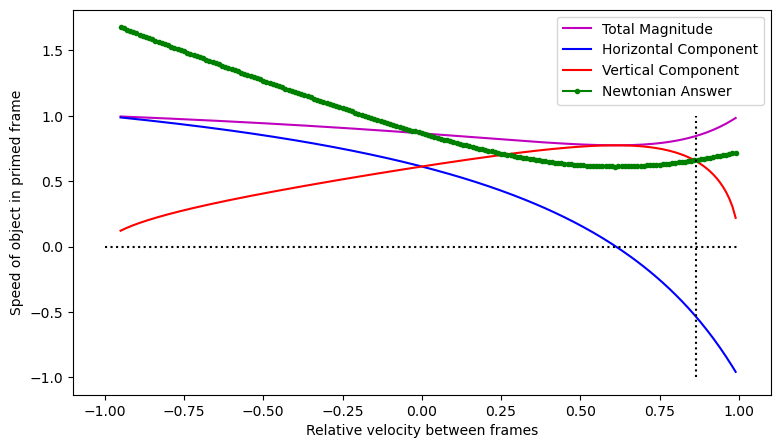 Total Magnitude
Horizontal Component
Vertical Component
Newtonian Answer
Speed of object in primed frame
1.5
1.0
0.5
0.0
−0.5
−1.0
−1.00 −0.75 −0.50 −0.25 0.00 0.25 0.50 0.75 1.00
Relative velocity between frames